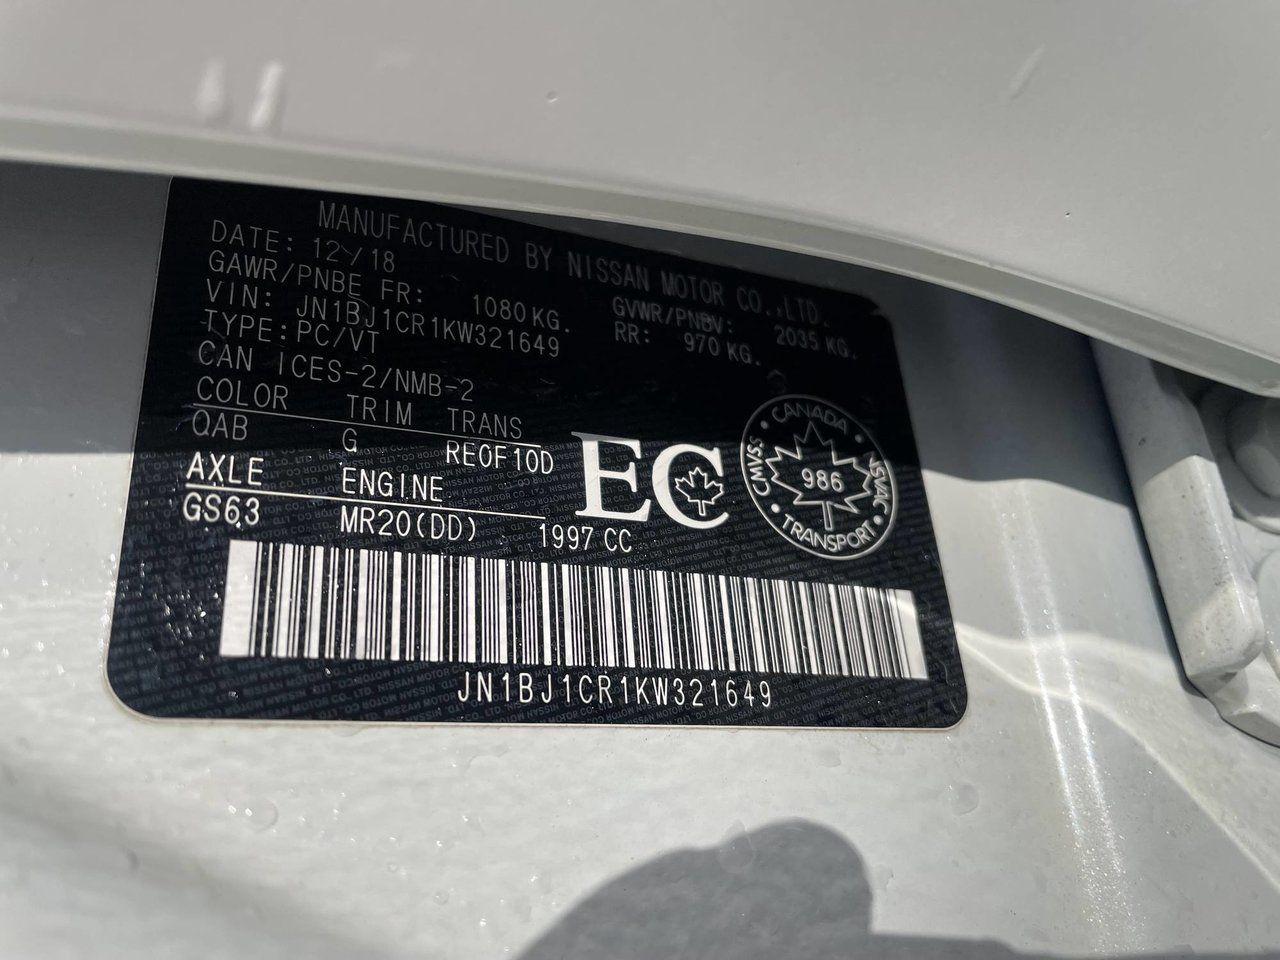 MANUFACTURED BY NISSAN MOTOR CO.,LTD.
DATE: 12/18
GAWR/PNBE FR: 1080KG. GVWR/PNBV: 2035 KG.
VIN: JN1BJ1CR1KW321649 RR: 970 KG.
TYPE:PC/VT
CAN ICES-2/NMB-2
COLOR TRIM TRANS
QAB G RE0F10D
AXLE ENGINE
GS63 MR20(DD) 1997 CC
EC
CANADA
CMVSS 986 NSVAC
TRANSPORT
JN1BJ1CR1KW321649